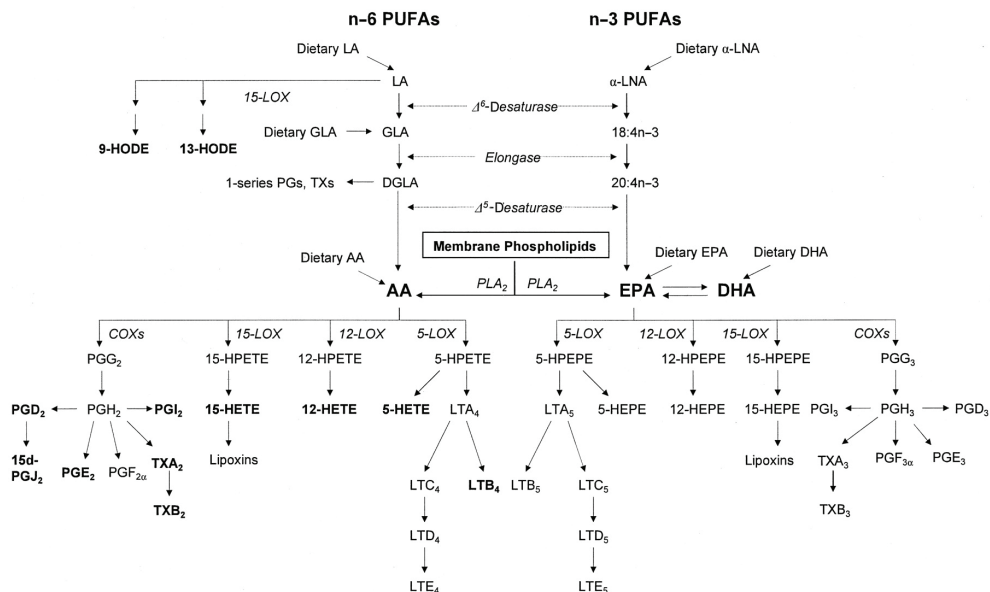 n–6 PUFAs n–3 PUFAs
Dietary LA Dietary α-LNA
LA α-LNA
15-LOX
Δ6-Desaturase
9-HODE 13-HODE Dietary GLA GLA 18:4n–3
Elongase
1-series PGs, TXs DGLA 20:4n–3
Δ5-Desaturase
Membrane Phospholipids
Dietary AA Dietary EPA Dietary DHA
PLA2 PLA2
AA EPA DHA
COXs 15-LOX 12-LOX 5-LOX 5-LOX 12-LOX 15-LOX COXs
PGG2 15-HPETE 12-HPETE 5-HPETE 5-HPEPE 12-HPEPE 15-HPEPE PGG3
PGD2 PGH2 PGI2 15-HETE 12-HETE 5-HETE LTA4 LTA5 5-HEPE 12-HEPE 15-HEPE PGI3 PGH3 PGD3
15d-
PGJ2 PGE2 PGF2α TXA2 Lipoxins Lipoxins TXA3 PGF3α PGE3
LTC4 LTB4 LTB5 LTC5
TXB2 TXB3
LTD4 LTD5
LTE4 LTE5